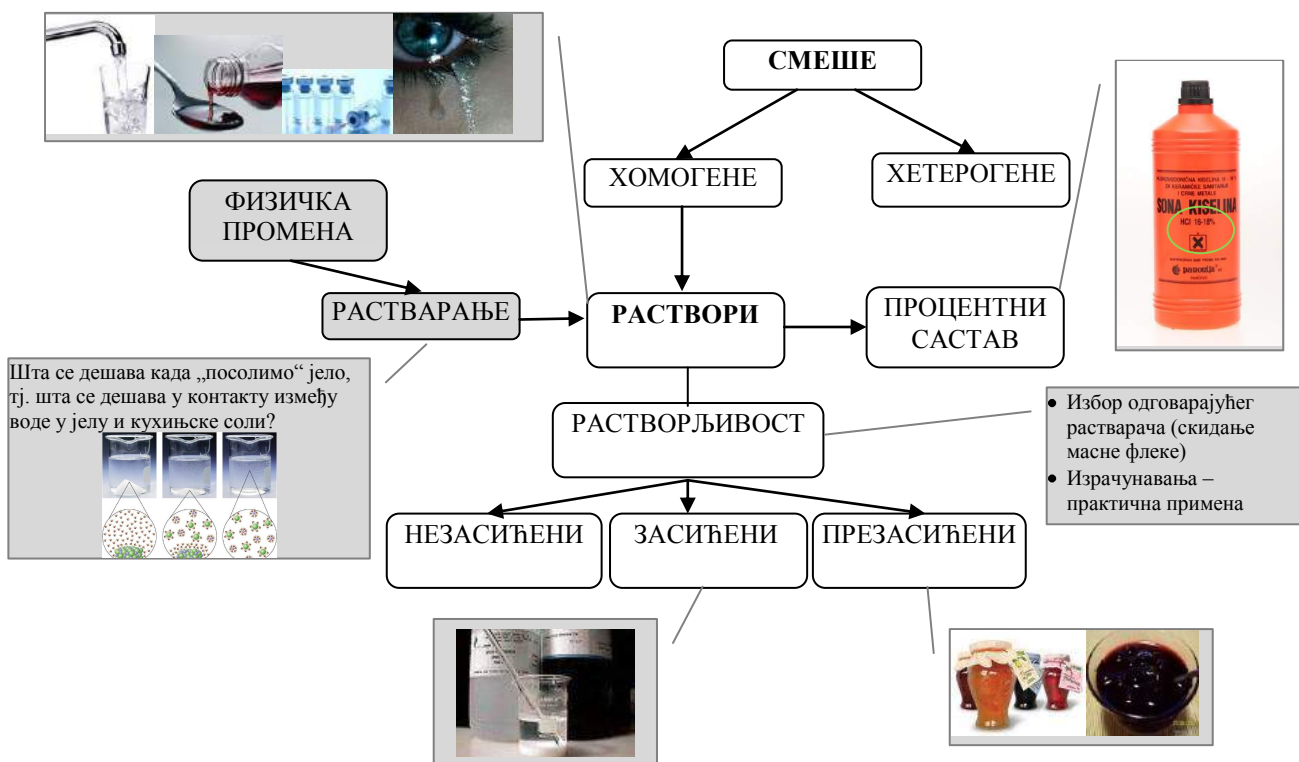 СМЕШЕ
ХОМОГЕНЕ
ХЕТЕРОГЕНЕ
ФИЗИЧКА
ПРОМЕНА
РАСТВАРАЊЕ
РАСТВОРИ
ПРОЦЕНТНИ
САСТАВ
SONA KISELINA
HCl 16-18%
panonija
Шта се дешава када „посолимо“ јело,
тј. шта се дешава у контакту између
воде у јелу и кухињске соли?
РАСТВОРЉИВОСТ
• Избор одговарајућег
растварача (скидање
масне флеке)
• Израчунавања –
практична примена
НЕЗАСИЋЕНИ
ЗАСИЋЕНИ
ПРЕЗАСИЋЕНИ